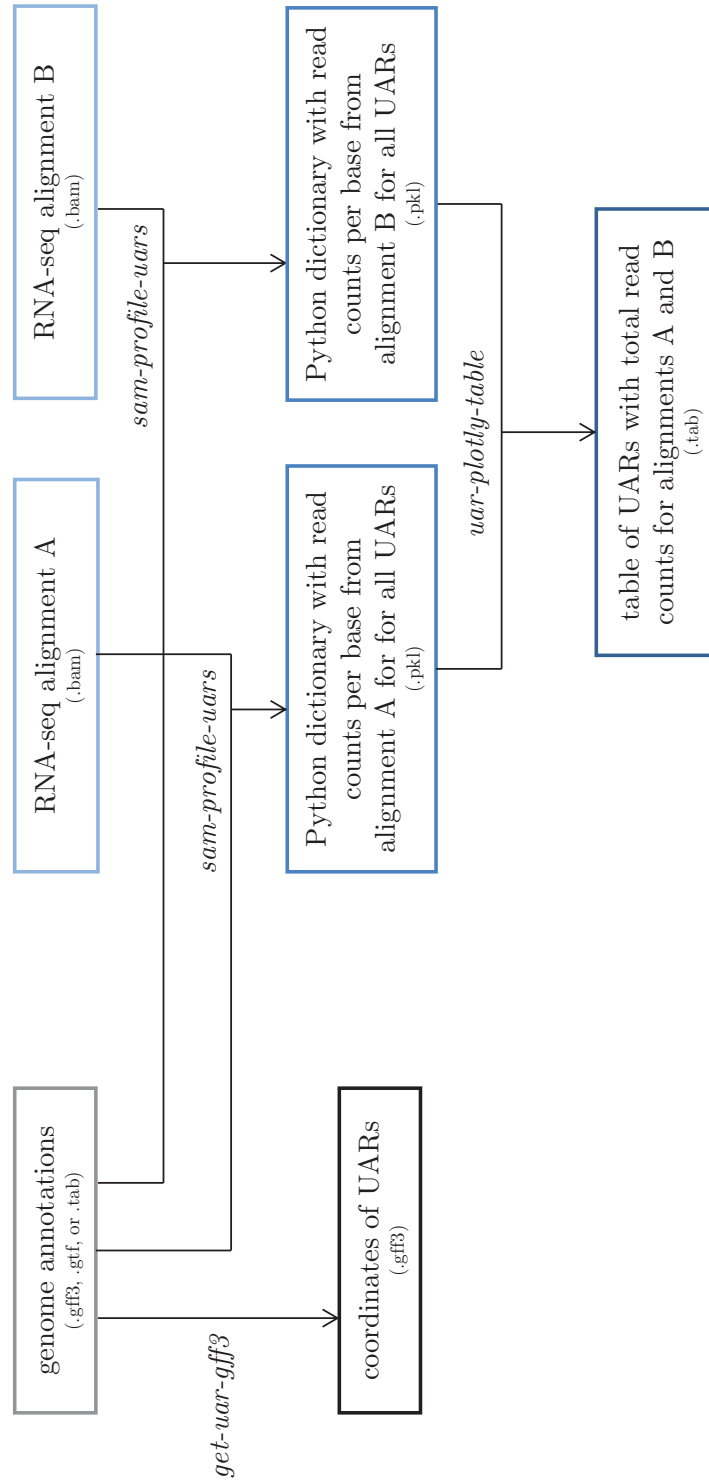 genome annotations
(.gff3, .gtf, or .tab)
RNA-seq alignment A
(.bam)
RNA-seq alignment B
(.bam)
get-uar-gff3
sam-profile-uars
sam-profile-uars
coordinates of UARs
(.gff3)
Python dictionary with read
counts per base from
alignment A for for all UARs
(.pkl)
Python dictionary with read
counts per base from
alignment B for all UARs
(.pkl)
uar-plotly-table
table of UARs with total read
counts for alignments A and B
(.tab)